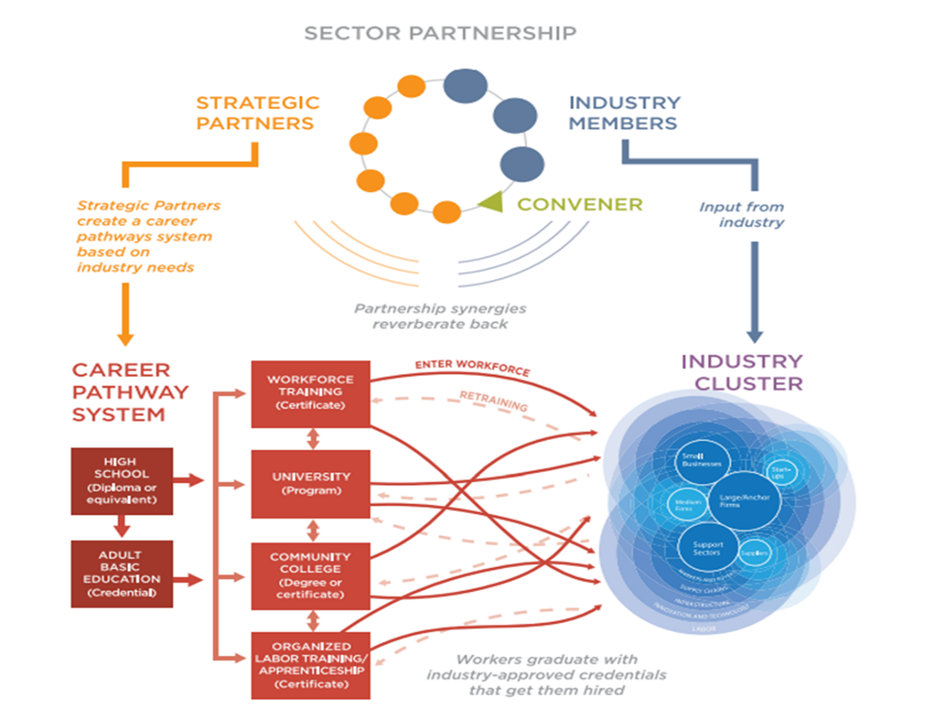 SECTOR PARTNERSHIP
STRATEGIC
PARTNERS
INDUSTRY
MEMBERS
CONVENER
Strategic Partners
create a career
pathways system
based on
industry needs
Input from
industry
Partnership synergies
reverberate back
CAREER
PATHWAY
SYSTEM
INDUSTRY
CLUSTER
HIGH
SCHOOL
(Diploma or
equivalent)
ADULT
BASIC
EDUCATION
(Credential)
WORKFORCE
TRAINING
(Certificate)
UNIVERSITY
(Program)
COMMUNITY
COLLEGE
(Degree or
certificate)
ORGANIZED
LABOR TRAINING/
APPRENTICESHIP
(Certificate)
ENTER WORKFORCE
RETRAINING
Small
Businesses
Start-
Medium
Firms
Large/Anchor
Firms
Support
Sectors
Suppliers
SUPPLY CHAINS
INFRASTRUCTURE
INNOVATION AND TECHNOLOGY
LABOR
Workers graduate with
industry-approved credentials
that get them hired